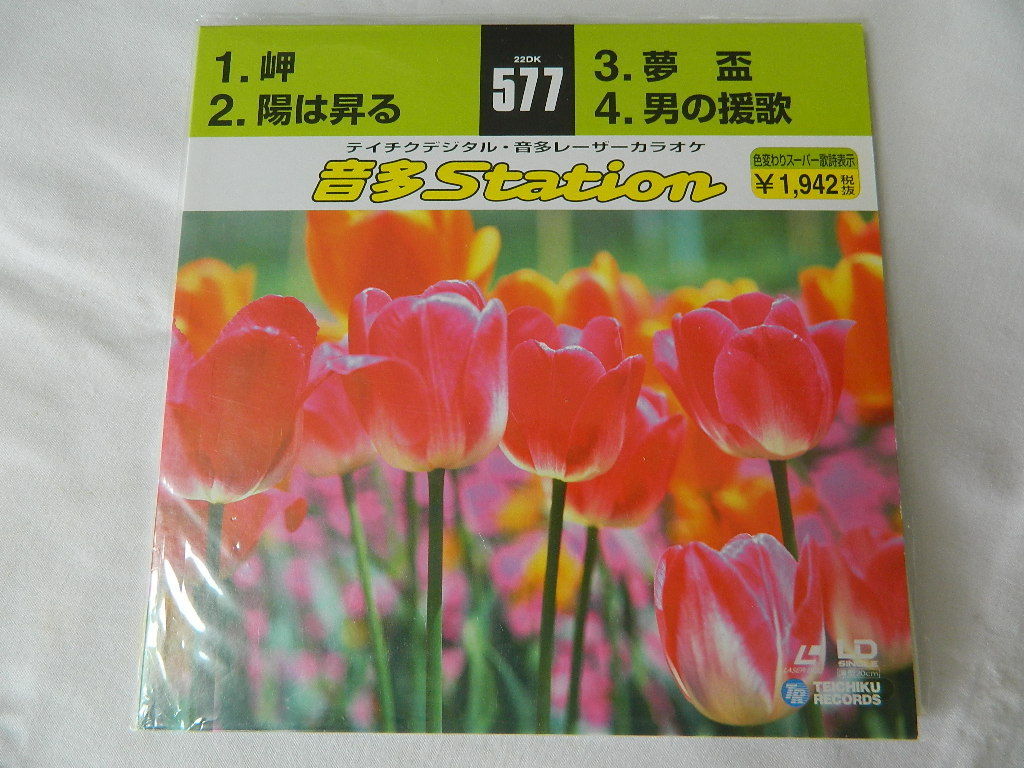 1. 岬
2. 陽は昇る
22DK
577
3. 夢 盃
4. 男の援歌
テイチクデジタル・音多レーザーカラオケ
音多Station
色変わりスーパー歌詩表示
¥1,942 税抜
LD
SINGLE
TEICHIKU
RECORDS